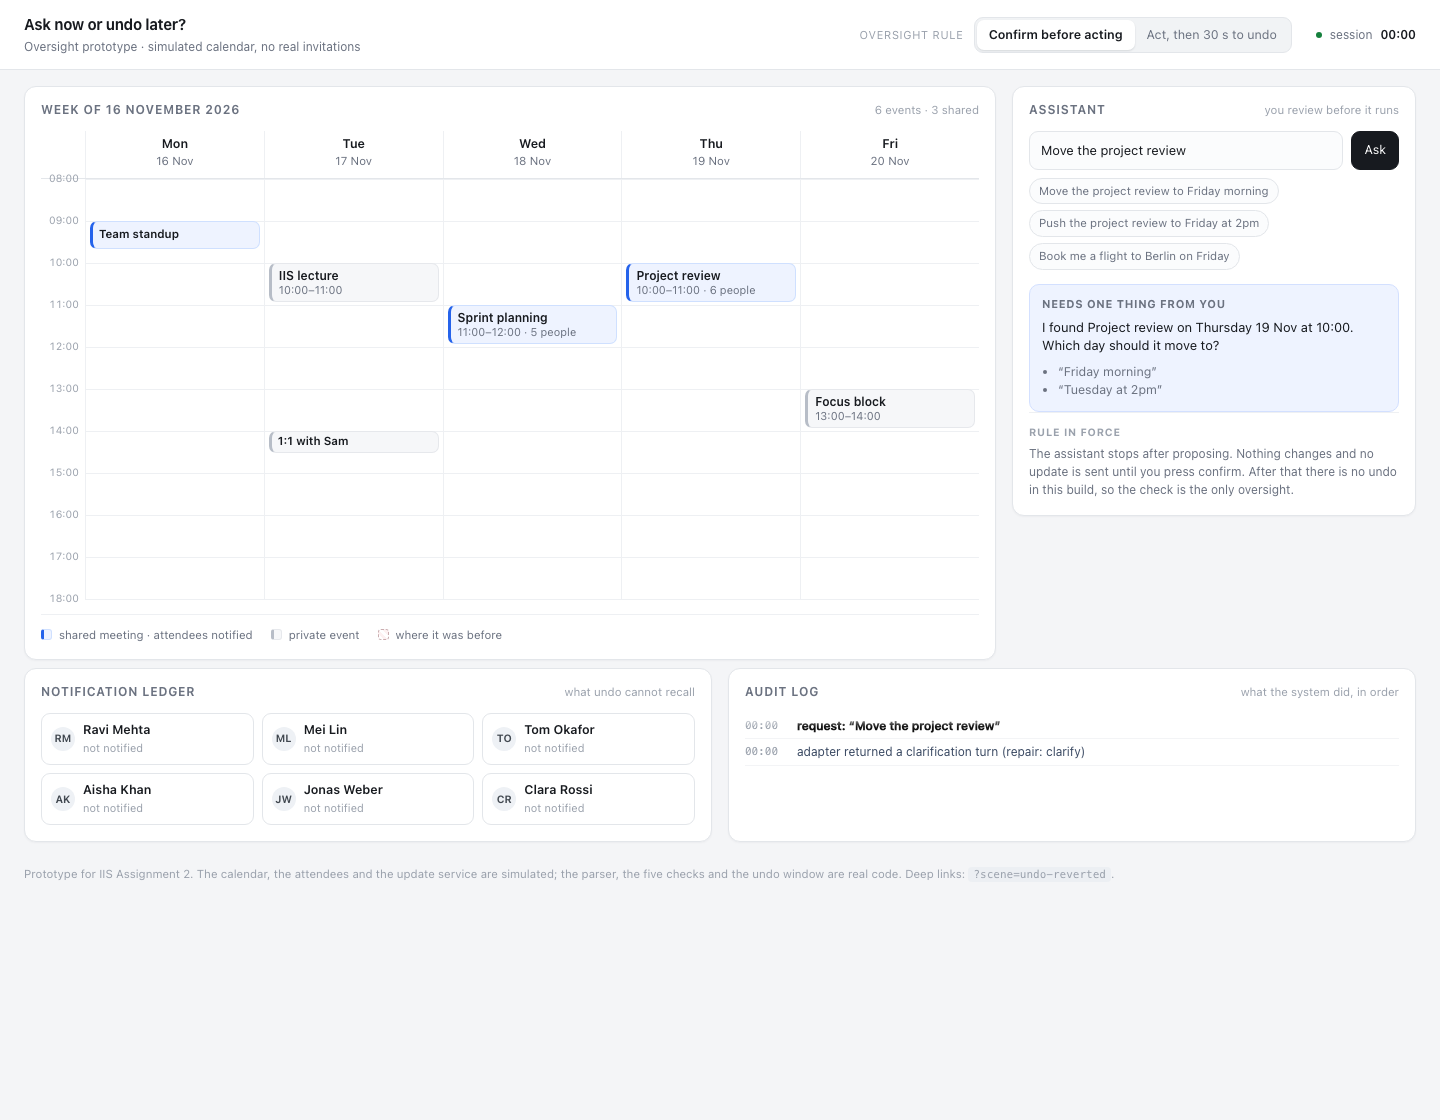 Ask now or undo later?
Oversight prototype · simulated calendar, no real invitations
OVERSIGHT RULE
Confirm before acting
Act, then 30 s to undo
session 00:00
WEEK OF 16 NOVEMBER 2026
6 events · 3 shared
Mon
16 Nov
Tue
17 Nov
Wed
18 Nov
Thu
19 Nov
Fri
20 Nov
08:00
09:00
Team standup
10:00
IIS lecture
10:00–11:00
Project review
10:00–11:00 · 6 people
11:00
Sprint planning
11:00–12:00 · 5 people
12:00
13:00
Focus block
13:00–14:00
14:00
1:1 with Sam
15:00
16:00
17:00
18:00
shared meeting · attendees notified
private event
where it was before
ASSISTANT
you review before it runs
Move the project review
Ask
Move the project review to Friday morning
Push the project review to Friday at 2pm
Book me a flight to Berlin on Friday
NEEDS ONE THING FROM YOU
I found Project review on Thursday 19 Nov at 10:00.
Which day should it move to?
• “Friday morning”
• “Tuesday at 2pm”
RULE IN FORCE
The assistant stops after proposing. Nothing changes and no
update is sent until you press confirm. After that there is no undo
in this build, so the check is the only oversight.
NOTIFICATION LEDGER
what undo cannot recall
RM
Ravi Mehta
not notified
ML
Mei Lin
not notified
TO
Tom Okafor
not notified
AK
Aisha Khan
not notified
JW
Jonas Weber
not notified
CR
Clara Rossi
not notified
AUDIT LOG
what the system did, in order
00:00 request: “Move the project review”
00:00 adapter returned a clarification turn (repair: clarify)
Prototype for IIS Assignment 2. The calendar, the attendees and the update service are simulated; the parser, the five checks and the undo window are real code. Deep links: ?scene=undo-reverted.